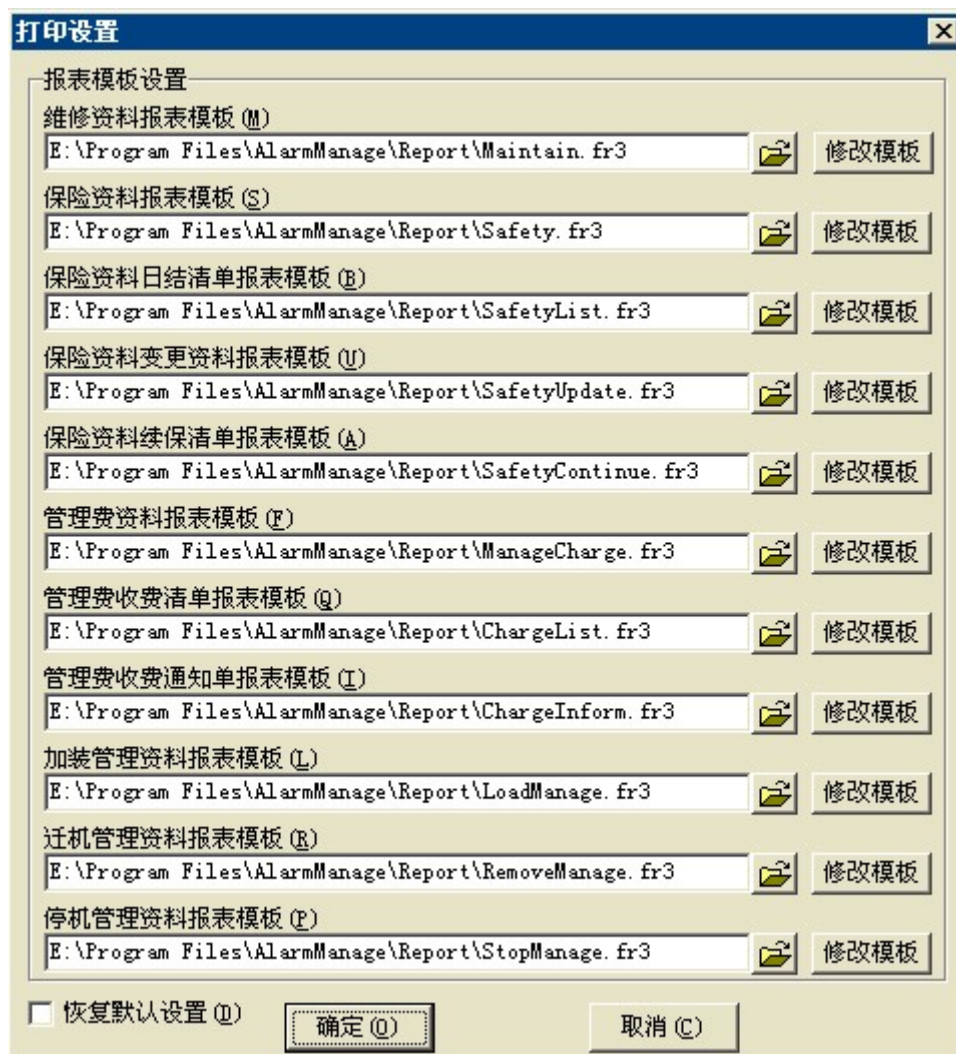 打印设置
报表模板设置
维修资料报表模板(M)
E:\Program Files\AlarmManage\Report\Maintain.fr3 修改模板
保险资料报表模板(S)
E:\Program Files\AlarmManage\Report\Safety.fr3 修改模板
保险资料日结清单报表模板(B)
E:\Program Files\AlarmManage\Report\SafetyList.fr3 修改模板
保险资料变更资料报表模板(U)
E:\Program Files\AlarmManage\Report\SafetyUpdate.fr3 修改模板
保险资料续保清单报表模板(A)
E:\Program Files\AlarmManage\Report\SafetyContinue.fr3 修改模板
管理费资料报表模板(F)
E:\Program Files\AlarmManage\Report\ManageCharge.fr3 修改模板
管理费收费清单报表模板(Q)
E:\Program Files\AlarmManage\Report\ChargeList.fr3 修改模板
管理费收费通知单报表模板(I)
E:\Program Files\AlarmManage\Report\ChargeInform.fr3 修改模板
加装管理资料报表模板(L)
E:\Program Files\AlarmManage\Report\LoadManage.fr3 修改模板
迁机管理资料报表模板(R)
E:\Program Files\AlarmManage\Report\RemoveManage.fr3 修改模板
停机管理资料报表模板(P)
E:\Program Files\AlarmManage\Report\StopManage.fr3 修改模板
恢复默认设置(D) 确定(O) 取消(C)